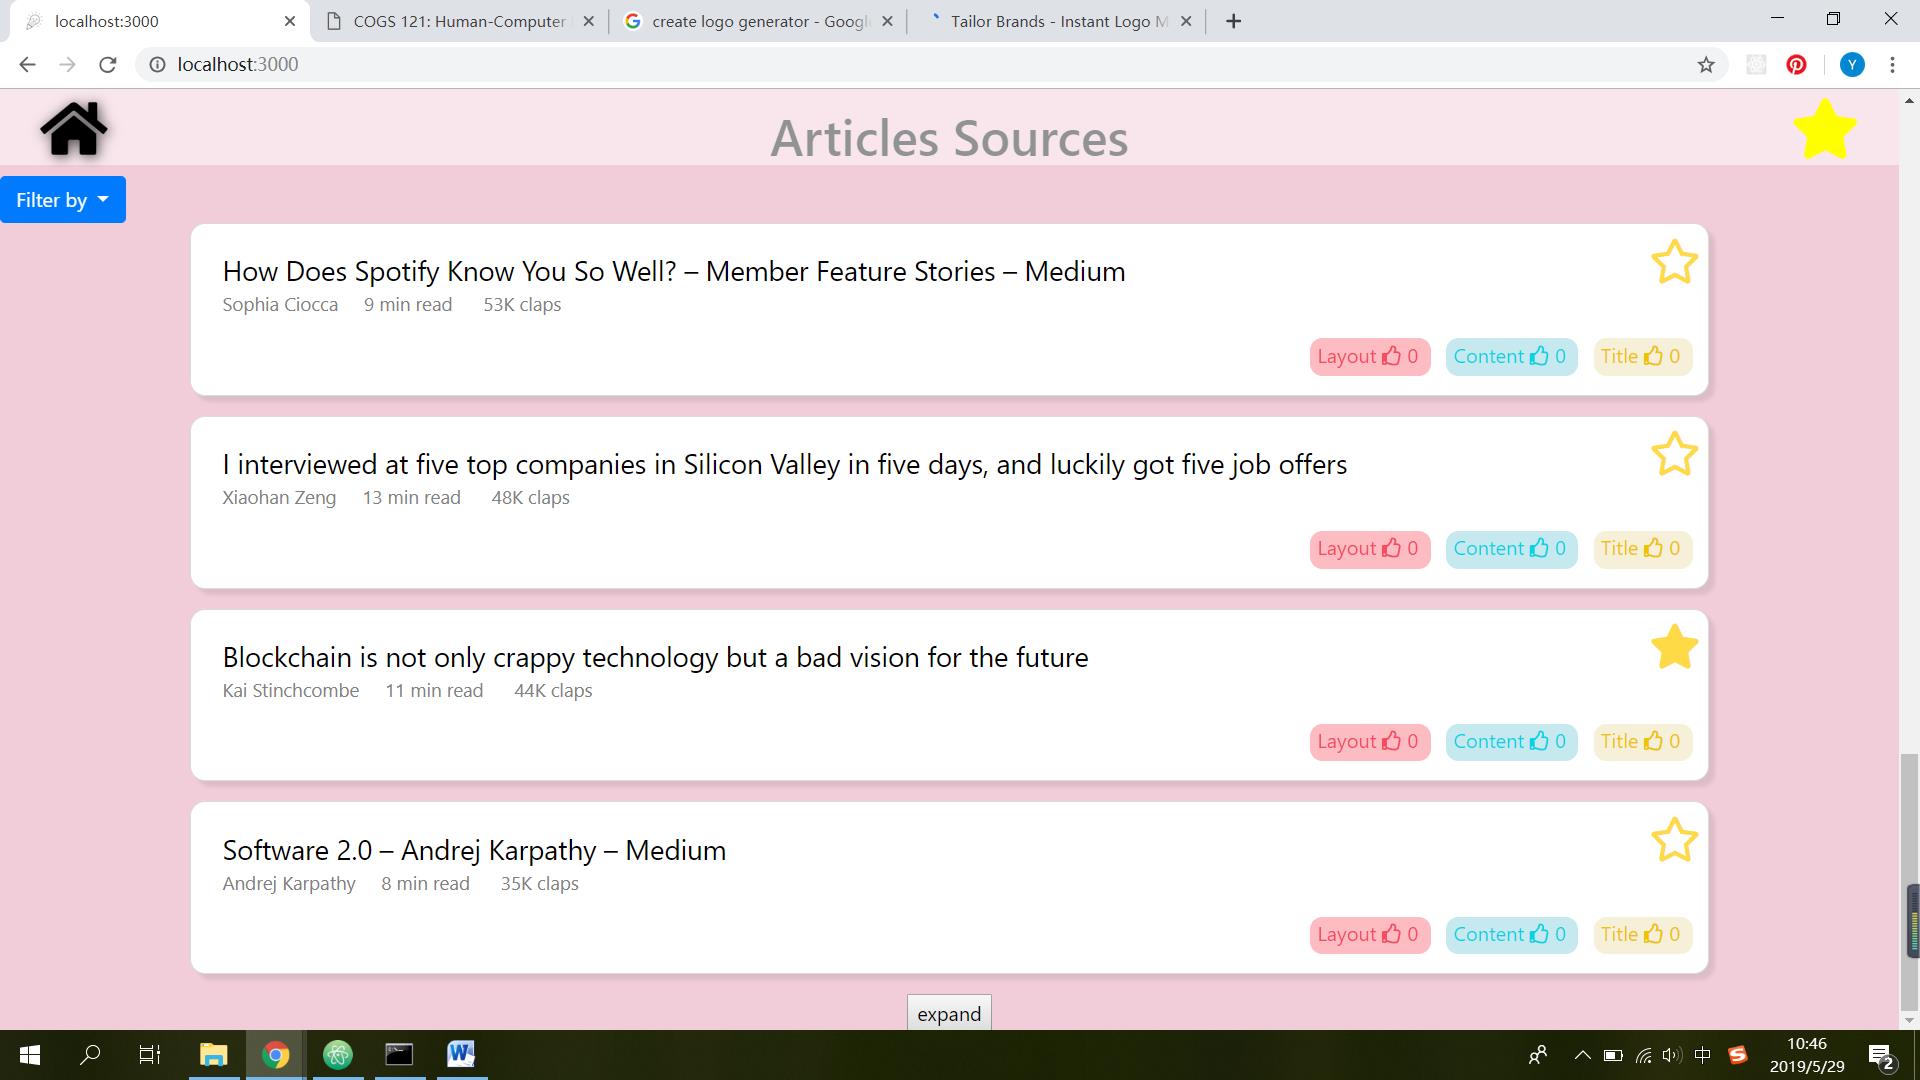 localhost:3000
COGS 121: Human-Computer
create logo generator - Googl
Tailor Brands - Instant Logo M
localhost:3000
Y
Articles Sources
Filter by
How Does Spotify Know You So Well? – Member Feature Stories – Medium
Sophia Ciocca 9 min read 53K claps
Layout 0 Content 0 Title 0
I interviewed at five top companies in Silicon Valley in five days, and luckily got five job offers
Xiaohan Zeng 13 min read 48K claps
Layout 0 Content 0 Title 0
Blockchain is not only crappy technology but a bad vision for the future
Kai Stinchcombe 11 min read 44K claps
Layout 0 Content 0 Title 0
Software 2.0 – Andrej Karpathy – Medium
Andrej Karpathy 8 min read 35K claps
Layout 0 Content 0 Title 0
expand
中
10:46
2019/5/29
2